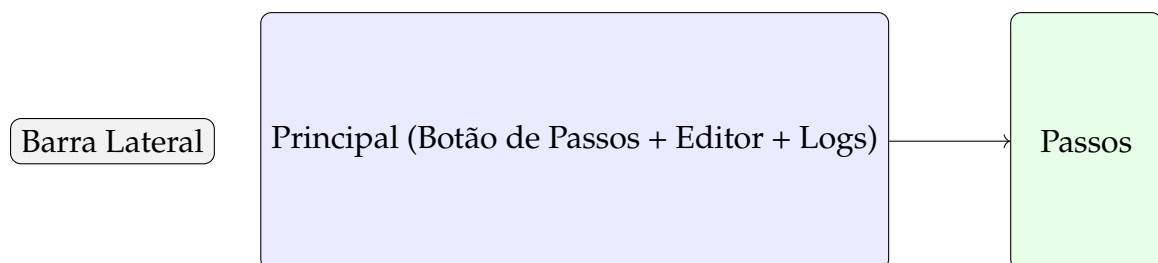 Barra Lateral
Principal (Botão de Passos + Editor + Logs)
Passos